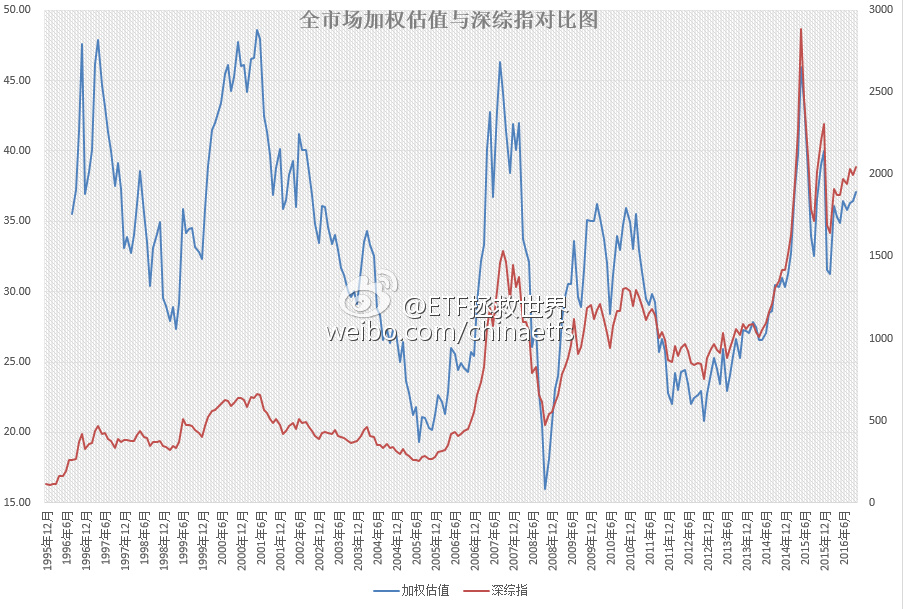 全市场加权估值与深综指对比图
50.00
45.00
40.00
35.00
30.00
25.00
20.00
15.00
3000
2500
2000
1500
1000
500
0
@ETF拯救世界
weibo.com/chinaetfs
1995年12月
1996年6月
1996年12月
1997年6月
1997年12月
1998年6月
1998年12月
1999年6月
1999年12月
2000年6月
2000年12月
2001年6月
2001年12月
2002年6月
2002年12月
2003年6月
2003年12月
2004年6月
2004年12月
2005年6月
2005年12月
2006年6月
2006年12月
2007年6月
2007年12月
2008年6月
2008年12月
2009年6月
2009年12月
2010年6月
2010年12月
2011年6月
2011年12月
2012年6月
2012年12月
2013年6月
2013年12月
2014年6月
2014年12月
2015年6月
2015年12月
2016年6月
加权估值
深综指